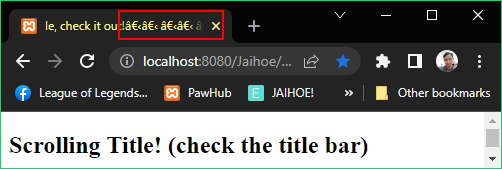 le, check it out!â€‹â€‹ â€‹â€‹ â
localhost:8080/Jaihoe/...
League of Legends... PawHub JAIHOE! » Other bookmarks
Scrolling Title! (check the title bar)